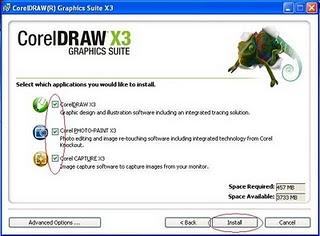 CorelDRAW(R) Graphics Suite X3
CorelDRAW X3
GRAPHICS SUITE
Select which applications you would like to install.
CorelDRAW X3
Graphic design and illustration software including an integrated tracing solution.
Corel PHOTO-PAINT X3
Photo editing and image re-touching software including integrated technology from Corel
Knockout.
Corel CAPTURE X3
Image capture software to capture images from your monitor.
Space Required: 457 MB
Space Available: 3733 MB
Advanced Options ...
< Back
Install
Cancel